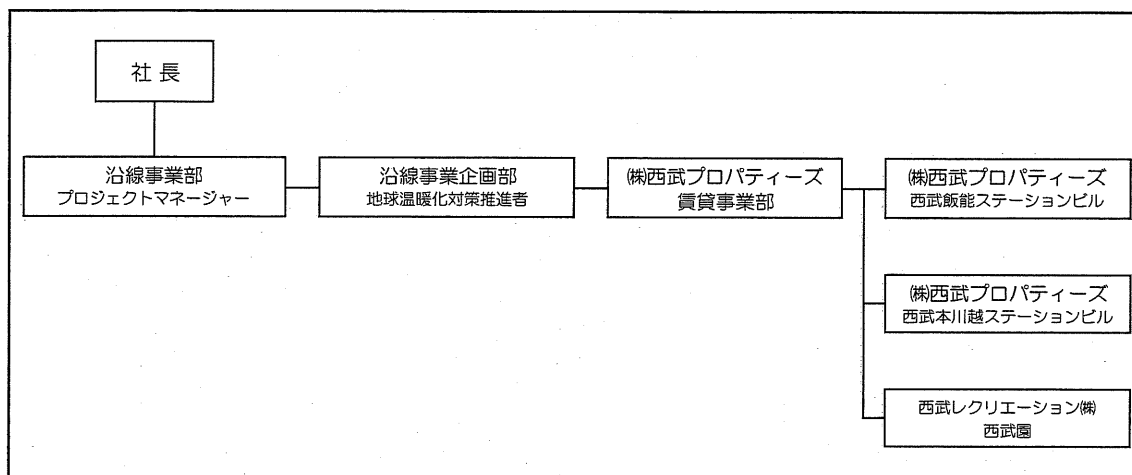 社長
沿線事業部
プロジェクトマネージャー
沿線事業企画部
地球温暖化対策推進者
㈱西武プロパティーズ
賃貸事業部
㈱西武プロパティーズ
西武飯能ステーションビル
㈱西武プロパティーズ
西武本川越ステーションビル
西武レクリエーション㈱
西武園